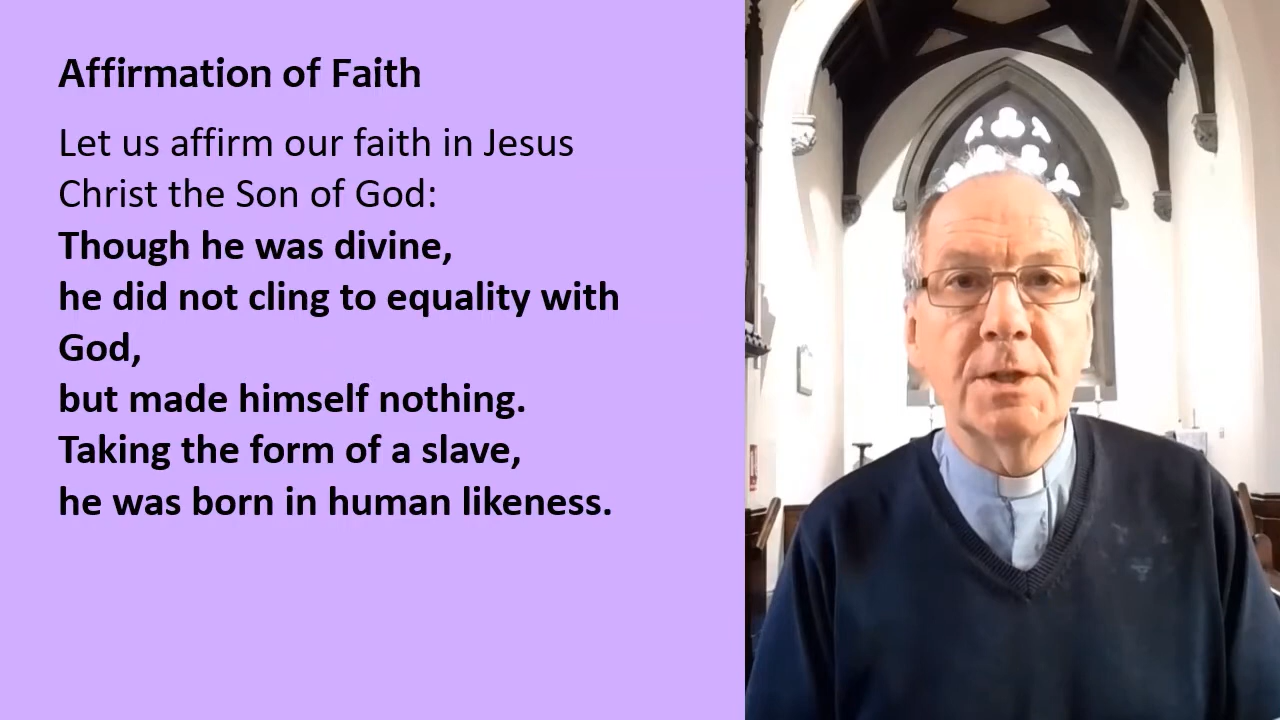 Affirmation of Faith
Let us affirm our faith in Jesus
Christ the Son of God:
Though he was divine,
he did not cling to equality with
God,
but made himself nothing.
Taking the form of a slave,
he was born in human likeness.